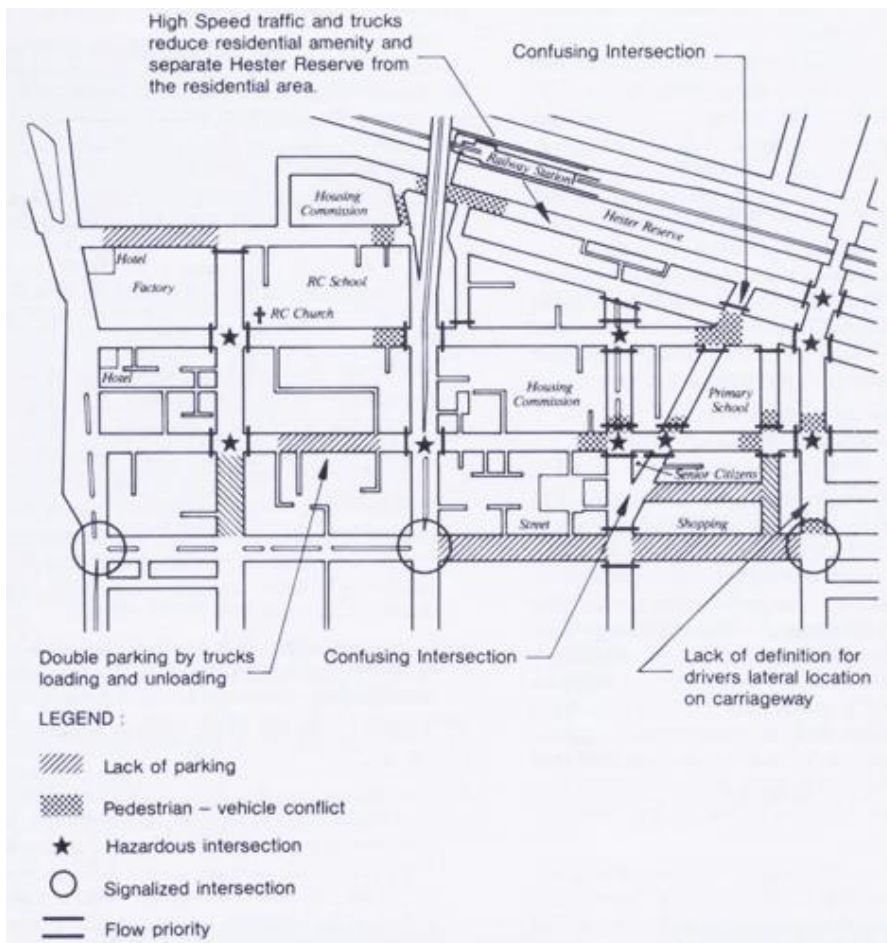 High Speed traffic and trucks
reduce residential amenity and
separate Hester Reserve from
the residential area.
Confusing Intersection
Railway Station
Housing
Commission
Hester Reserve
Hotel
Factory
RC School
RC Church
Hotel
Housing
Commission
Primary
School
Senior Citizens
Street
Shopping
Double parking by trucks
loading and unloading
Confusing Intersection
Lack of definition for
drivers lateral location
on carriageway
LEGEND :
Lack of parking
Pedestrian – vehicle conflict
Hazardous intersection
Signalized intersection
Flow priority